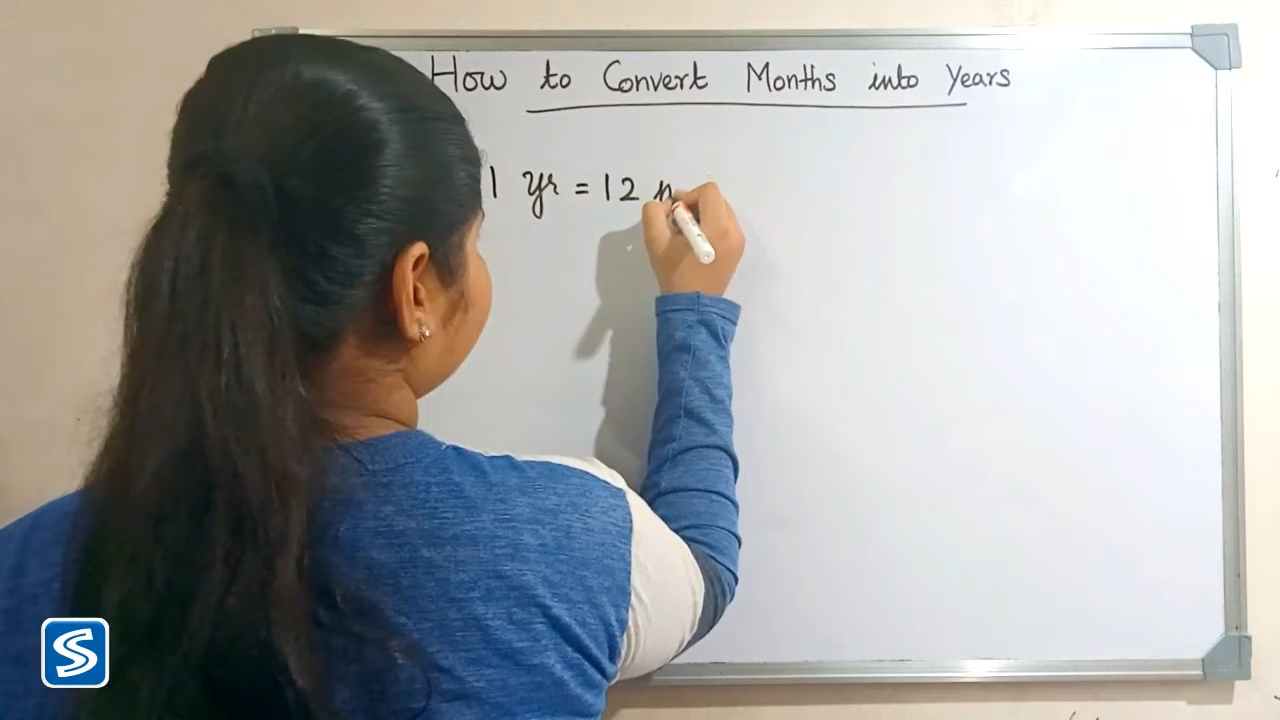 How to Convert Months into Years
1 yr = 12 m
S